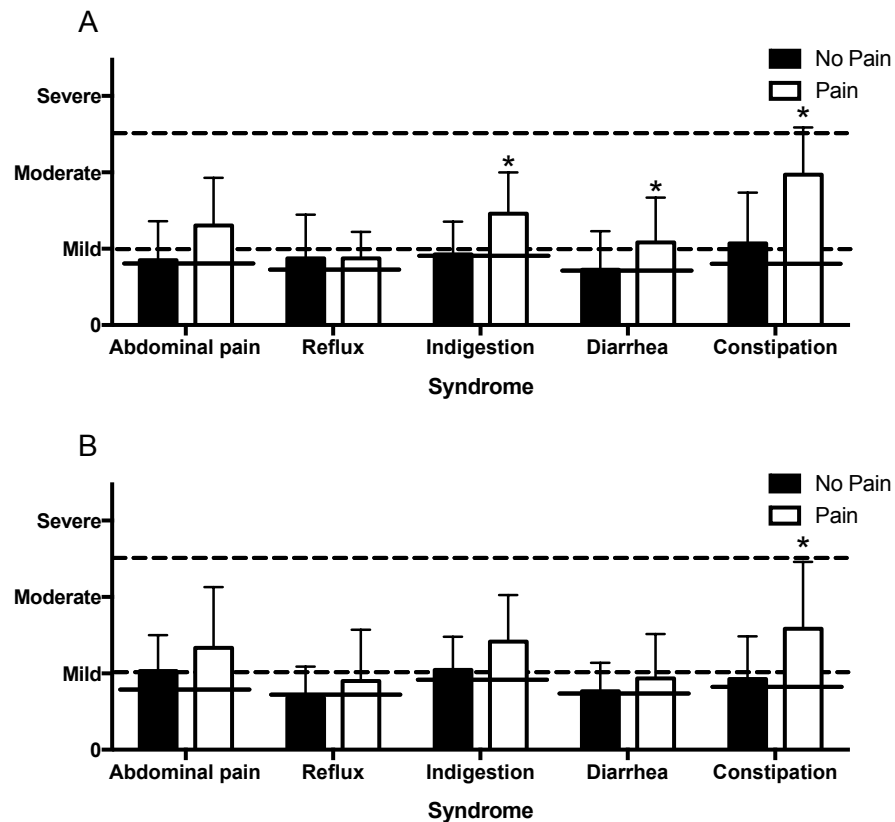 A
No Pain
Pain
Severe
*
Moderate
*
*
Mild
0
Abdominal pain Reflux Indigestion Diarrhea Constipation
Syndrome
B
No Pain
Pain
Severe
*
Moderate
Mild
0
Abdominal pain Reflux Indigestion Diarrhea Constipation
Syndrome